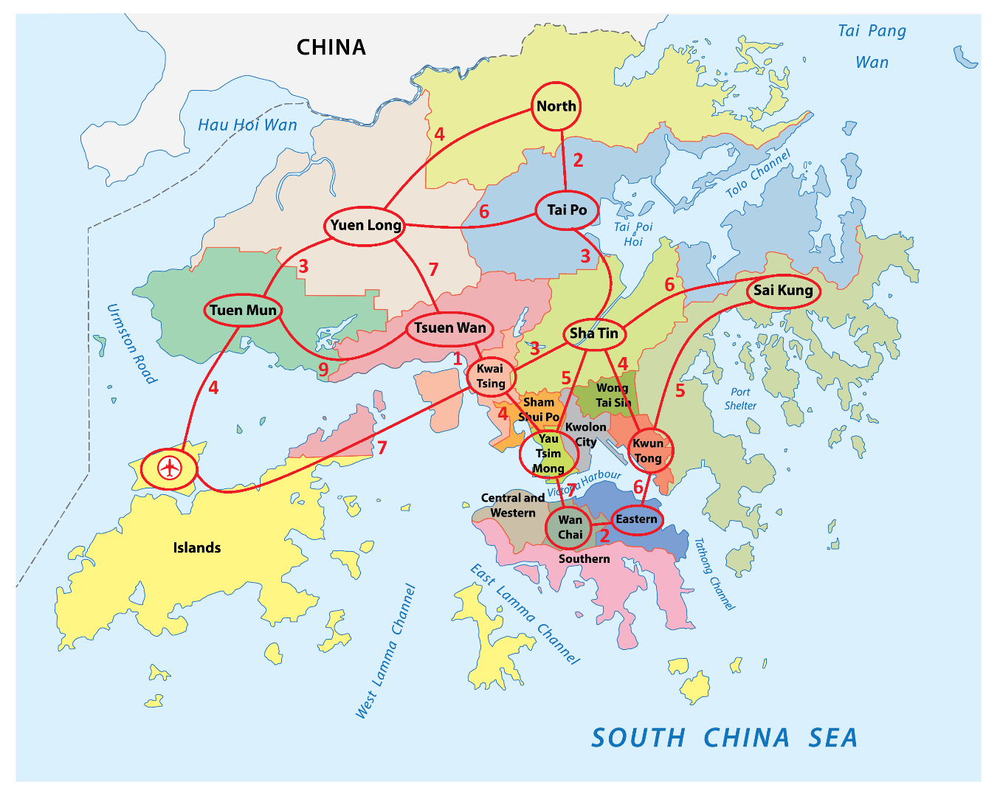 CHINA
Tai Pang
Wan
Hau Hoi Wan
North
4
2
Tolo Channel
Tai Po
6
Yuen Long
Tai Poi
Hoi
3
3
7
6
Sai Kung
Tuen Mun
Tsuen Wan
Sha Tin
Urmston Road
9
1
3
4
Kwai
Tsing
5
4
5
Wong
Tai Sin
Port
Shelter
Sham
Shui Po
4
Kwolon
City
Yau
Tsim
Mong
Kwun
Tong
7
Victoria Harbour
7
6
Central and
Western
Wan
Chai
Eastern
2
Islands
Southern
Tathong Channel
East Lamma Channel
West Lamma Channel
SOUTH CHINA SEA